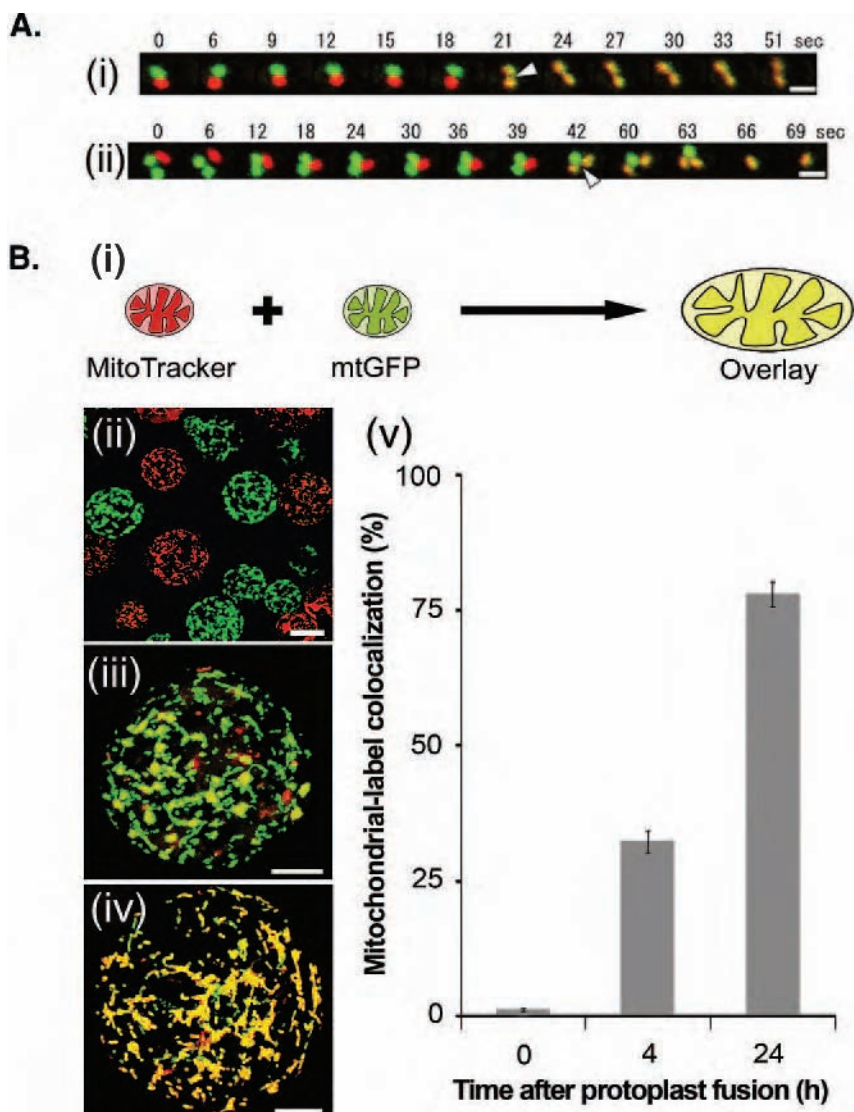 A.
0 6 9 12 15 18 21 24 27 30 33 51 sec
(i)
0 6 12 18 24 30 36 39 42 60 63 66 69 sec
(ii)
B.
(i)
MitoTracker
+
mtGFP
Overlay
(ii)
(iii)
(iv)
(v)
Mitochondrial-label colocalization (%)
100
75
50
25
0
0 4 24
Time after protoplast fusion (h)